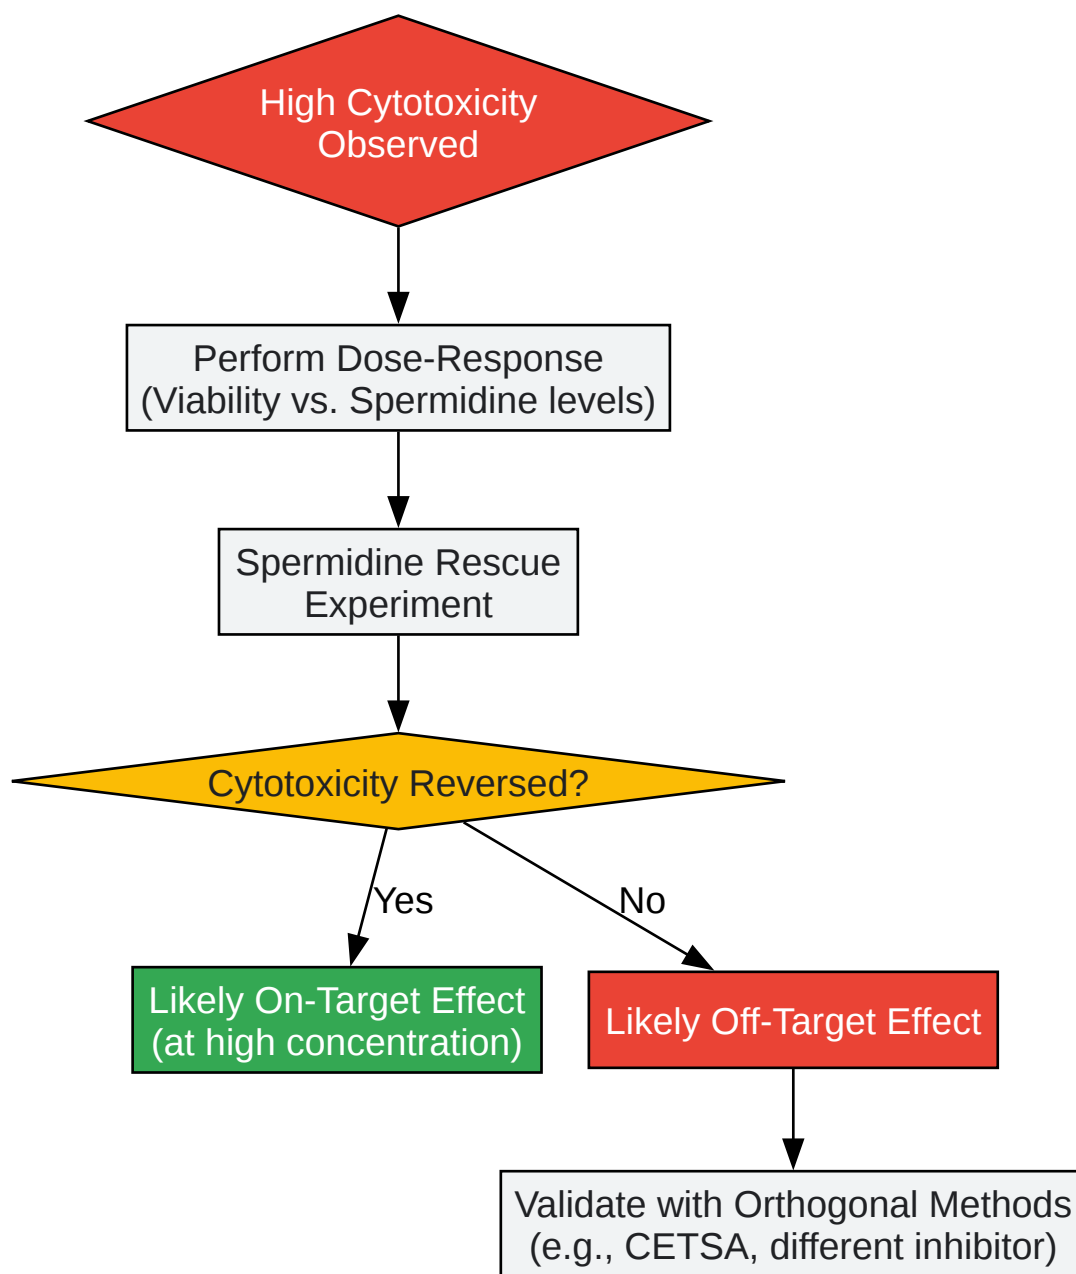 High Cytotoxicity
Observed
Perform Dose-Response
(Viability vs. Spermidine levels)
Spermidine Rescue
Experiment
Cytotoxicity Reversed?
Yes
No
Likely On-Target Effect
(at high concentration)
Likely Off-Target Effect
Validate with Orthogonal Methods
(e.g., CETSA, different inhibitor)